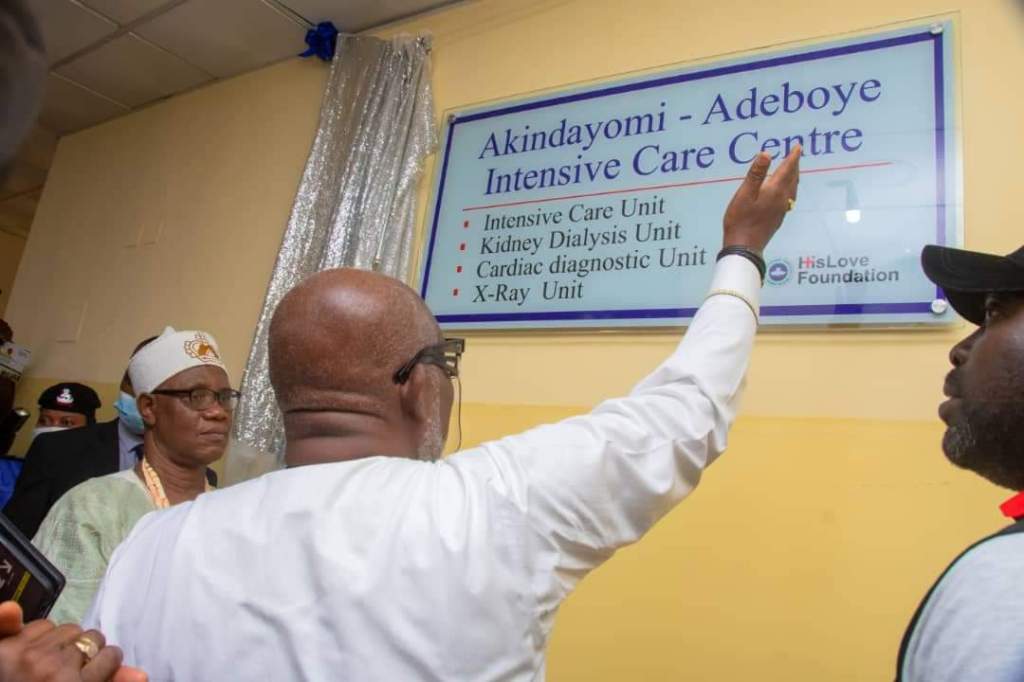 Akindayomi - Adeboye
Intensive Care Centre
Intensive Care Unit
Kidney Dialysis Unit
Cardiac diagnostic Unit
X-Ray Unit
HisLove
Foundation